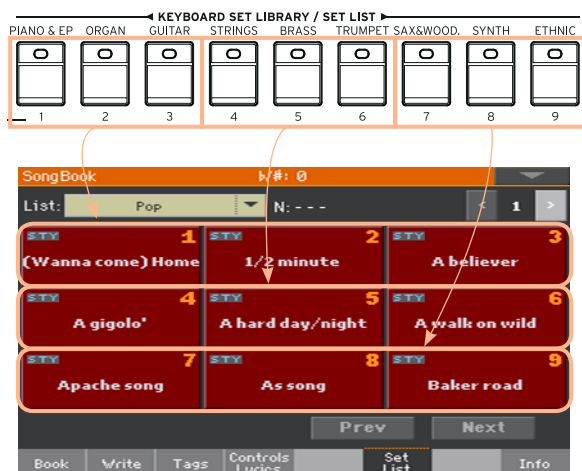 KEYBOARD SET LIBRARY / SET LIST
PIANO & EP ORGAN GUITAR STRINGS BRASS TRUMPET SAX&WOOD. SYNTH ETHNIC
1 2 3 4 5 6 7 8 9
SongBook b/#: 0
List: Pop N: --- < 1 >
STY 1 STY 2 STY 3
(Wanna come) Home 1/2 minute A believer
STY 4 STY 5 STY 6
A gigolo' A hard day/night A walk on wild
STY 7 STY 8 STY 9
Apache song As song Baker road
Prev Next
Book Write Tags Controls Lyrics Set List Info